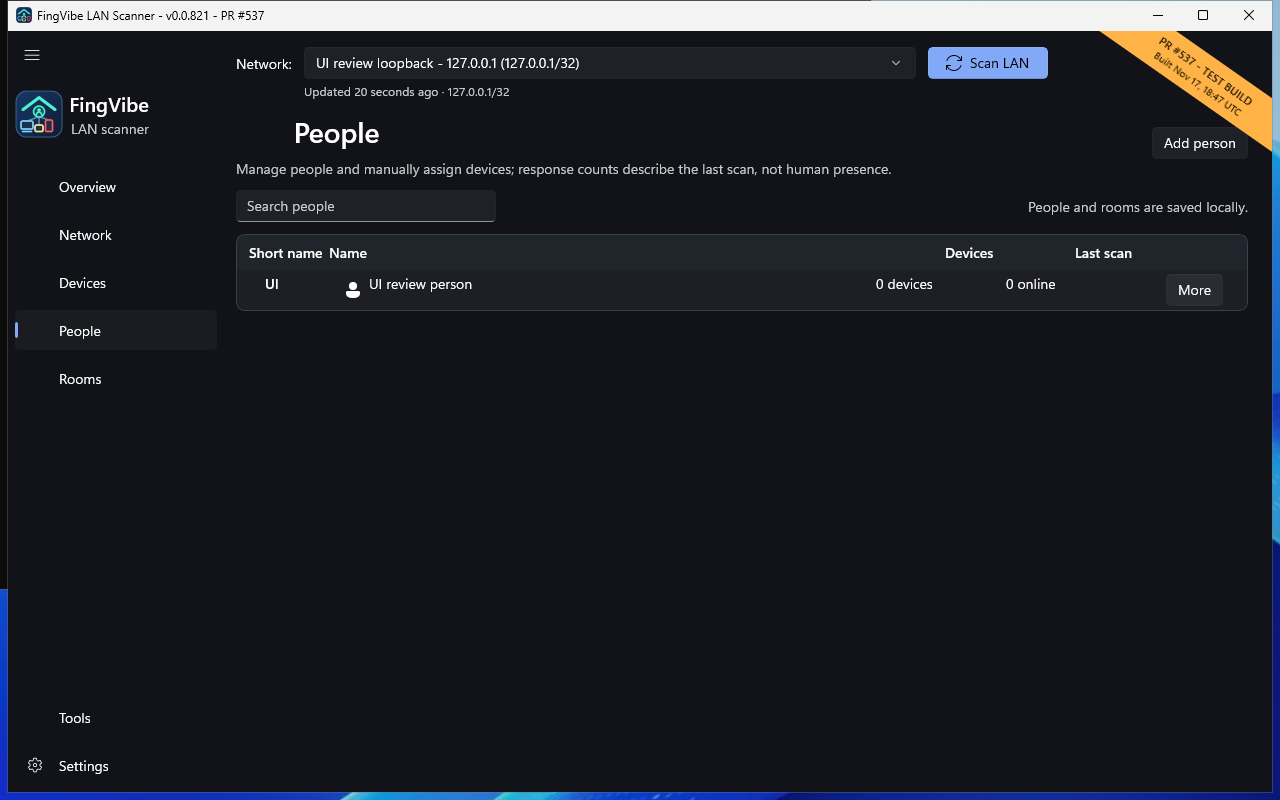 FingVibe LAN Scanner - v0.0.821 - PR #537
Network:
UI review loopback - 127.0.0.1 (127.0.0.1/32)
Scan LAN
Updated 20 seconds ago · 127.0.0.1/32
PR #537 - TEST BUILD
Built Nov 17, 18:47 UTC
FingVibe
LAN scanner
Overview
Network
Devices
People
Rooms
Tools
Settings
People
Add person
Manage people and manually assign devices; response counts describe the last scan, not human presence.
Search people
People and rooms are saved locally.
Short name Name Devices Last scan
UI UI review person 0 devices 0 online More